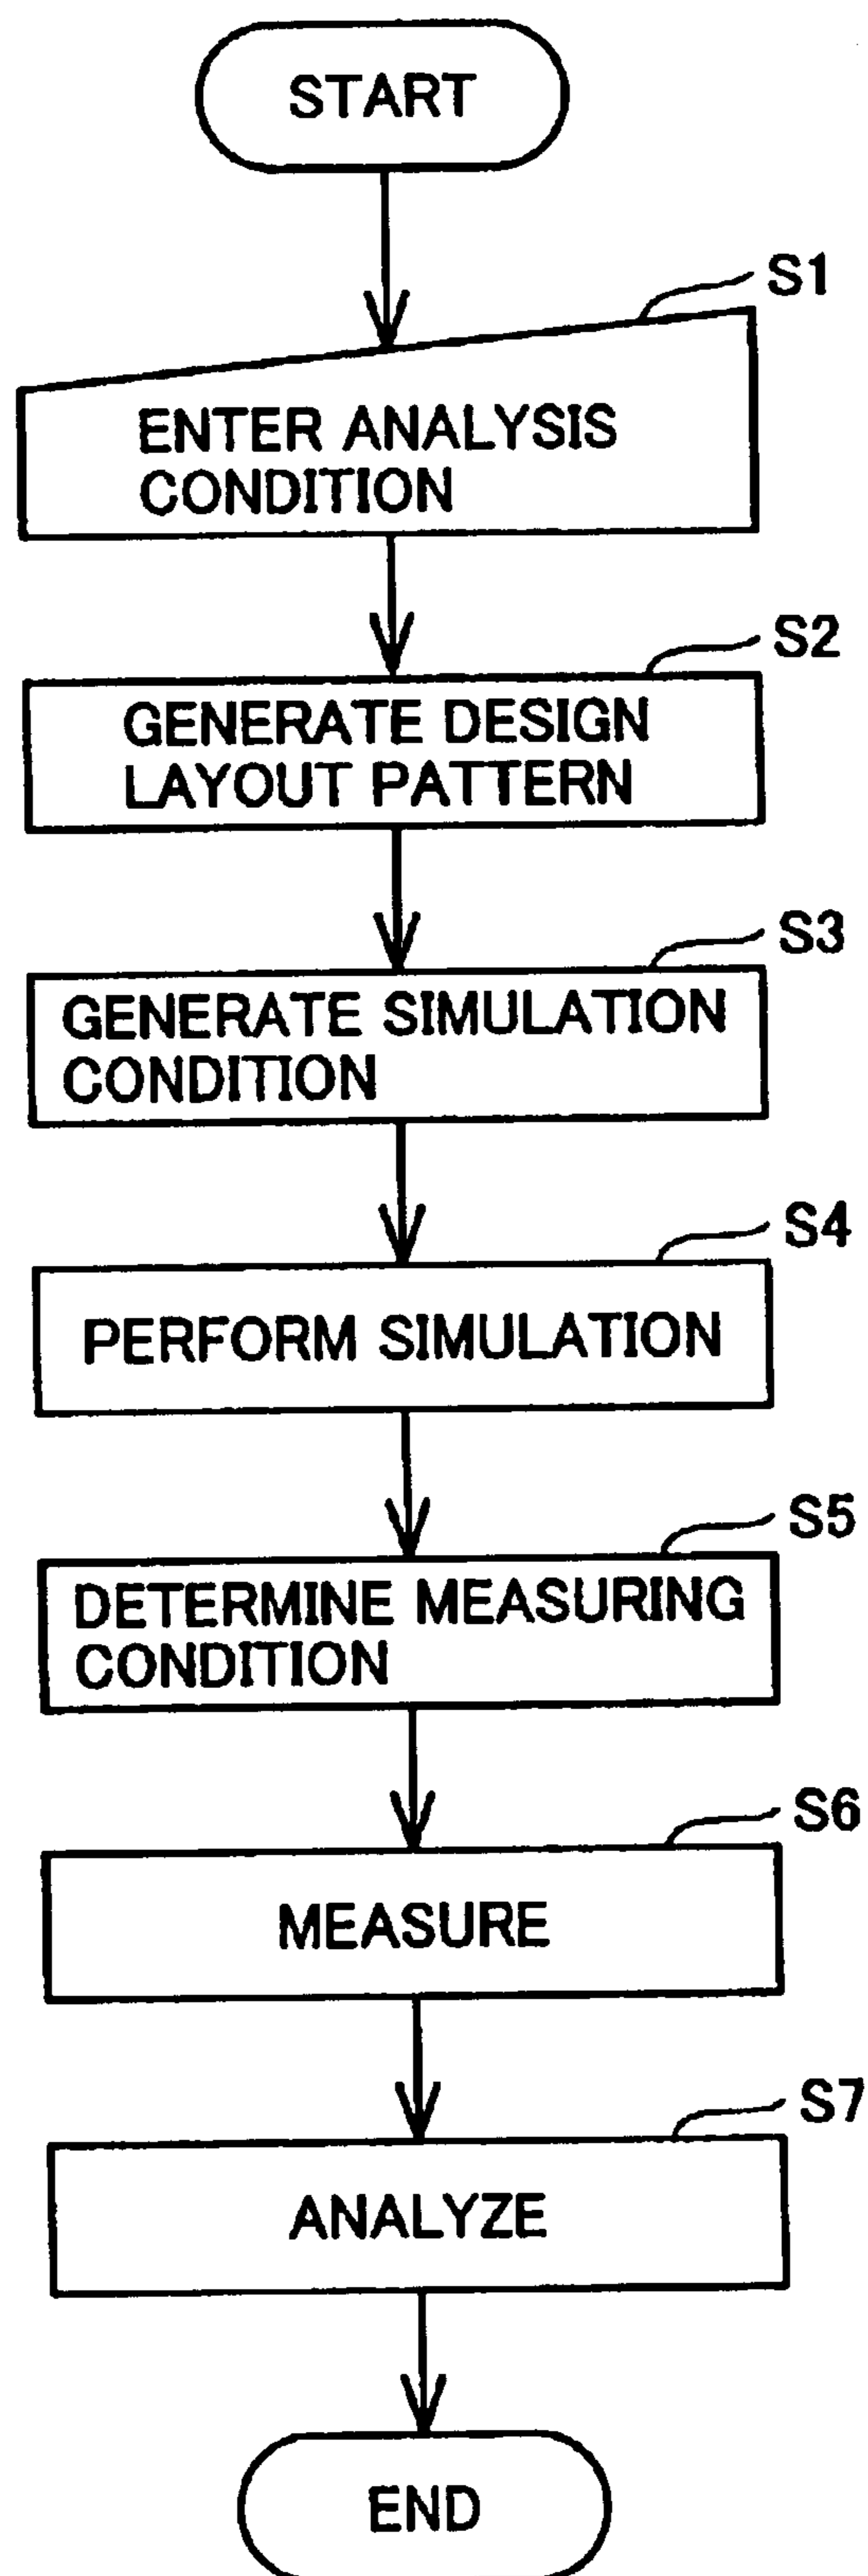 START
S1
ENTER ANALYSIS
CONDITION
S2
GENERATE DESIGN
LAYOUT PATTERN
S3
GENERATE SIMULATION
CONDITION
S4
PERFORM SIMULATION
S5
DETERMINE MEASURING
CONDITION
S6
MEASURE
S7
ANALYZE
END